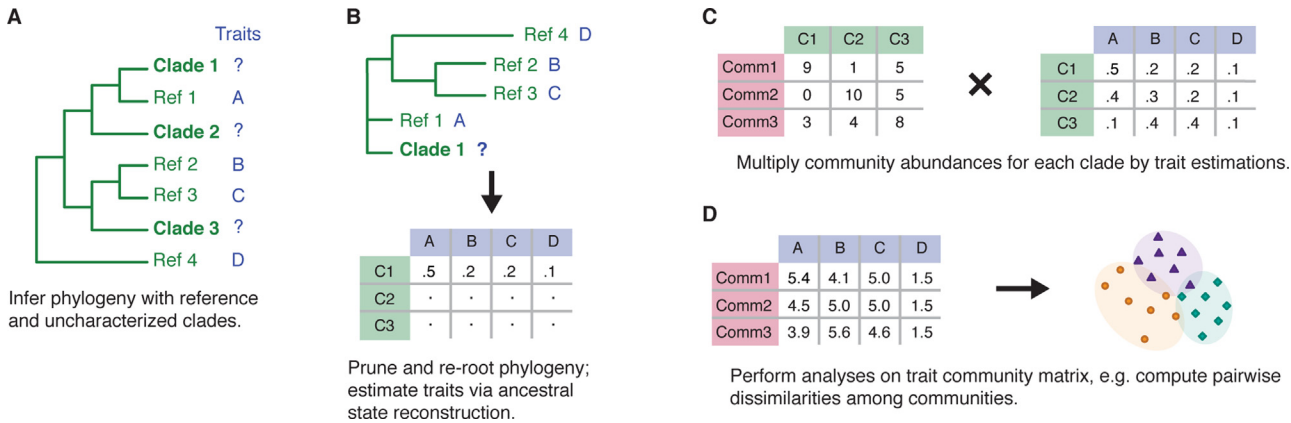 A
Traits
Clade 1 ?
Ref 1 A
Clade 2 ?
Ref 2 B
Ref 3 C
Clade 3 ?
Ref 4 D
Infer phylogeny with reference
and uncharacterized clades.
B
Ref 4 D
Ref 2 B
Ref 3 C
Ref 1 A
Clade 1 ?
A B C D
C1 .5 .2 .2 .1
C2 . . . .
C3 . . . .
Prune and re-root phylogeny;
estimate traits via ancestral
state reconstruction.
C
C1 C2 C3
Comm1 9 1 5
Comm2 0 10 5
Comm3 3 4 8
×
A B C D
C1 .5 .2 .2 .1
C2 .4 .3 .2 .1
C3 .1 .4 .4 .1
Multiply community abundances for each clade by trait estimations.
D
A B C D
Comm1 5.4 4.1 5.0 1.5
Comm2 4.5 5.0 5.0 1.5
Comm3 3.9 5.6 4.6 1.5
Perform analyses on trait community matrix, e.g. compute pairwise
dissimilarities among communities.